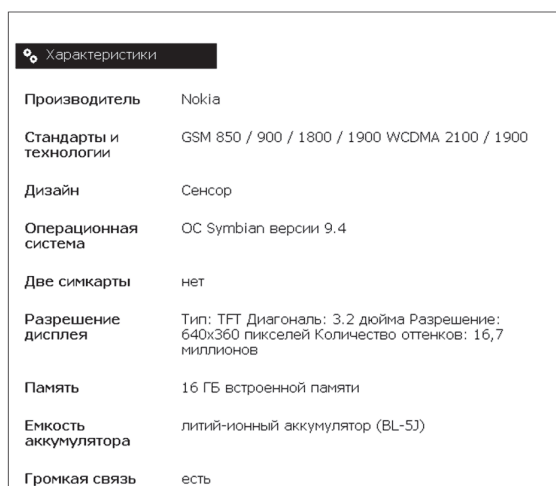 Характеристики
Производитель Nokia
Стандарты и технологии GSM 850 / 900 / 1800 / 1900 WCDMA 2100 / 1900
Дизайн Сенсор
Операционная система ОС Symbian версии 9.4
Две симкарты нет
Разрешение дисплея Тип: TFT Диагональ: 3.2 дюйма Разрешение:
640x360 пикселей Количество оттенков: 16,7
миллионов
Память 16 ГБ встроенной памяти
Емкость аккумулятора литий-ионный аккумулятор (BL-5J)
Громкая связь есть